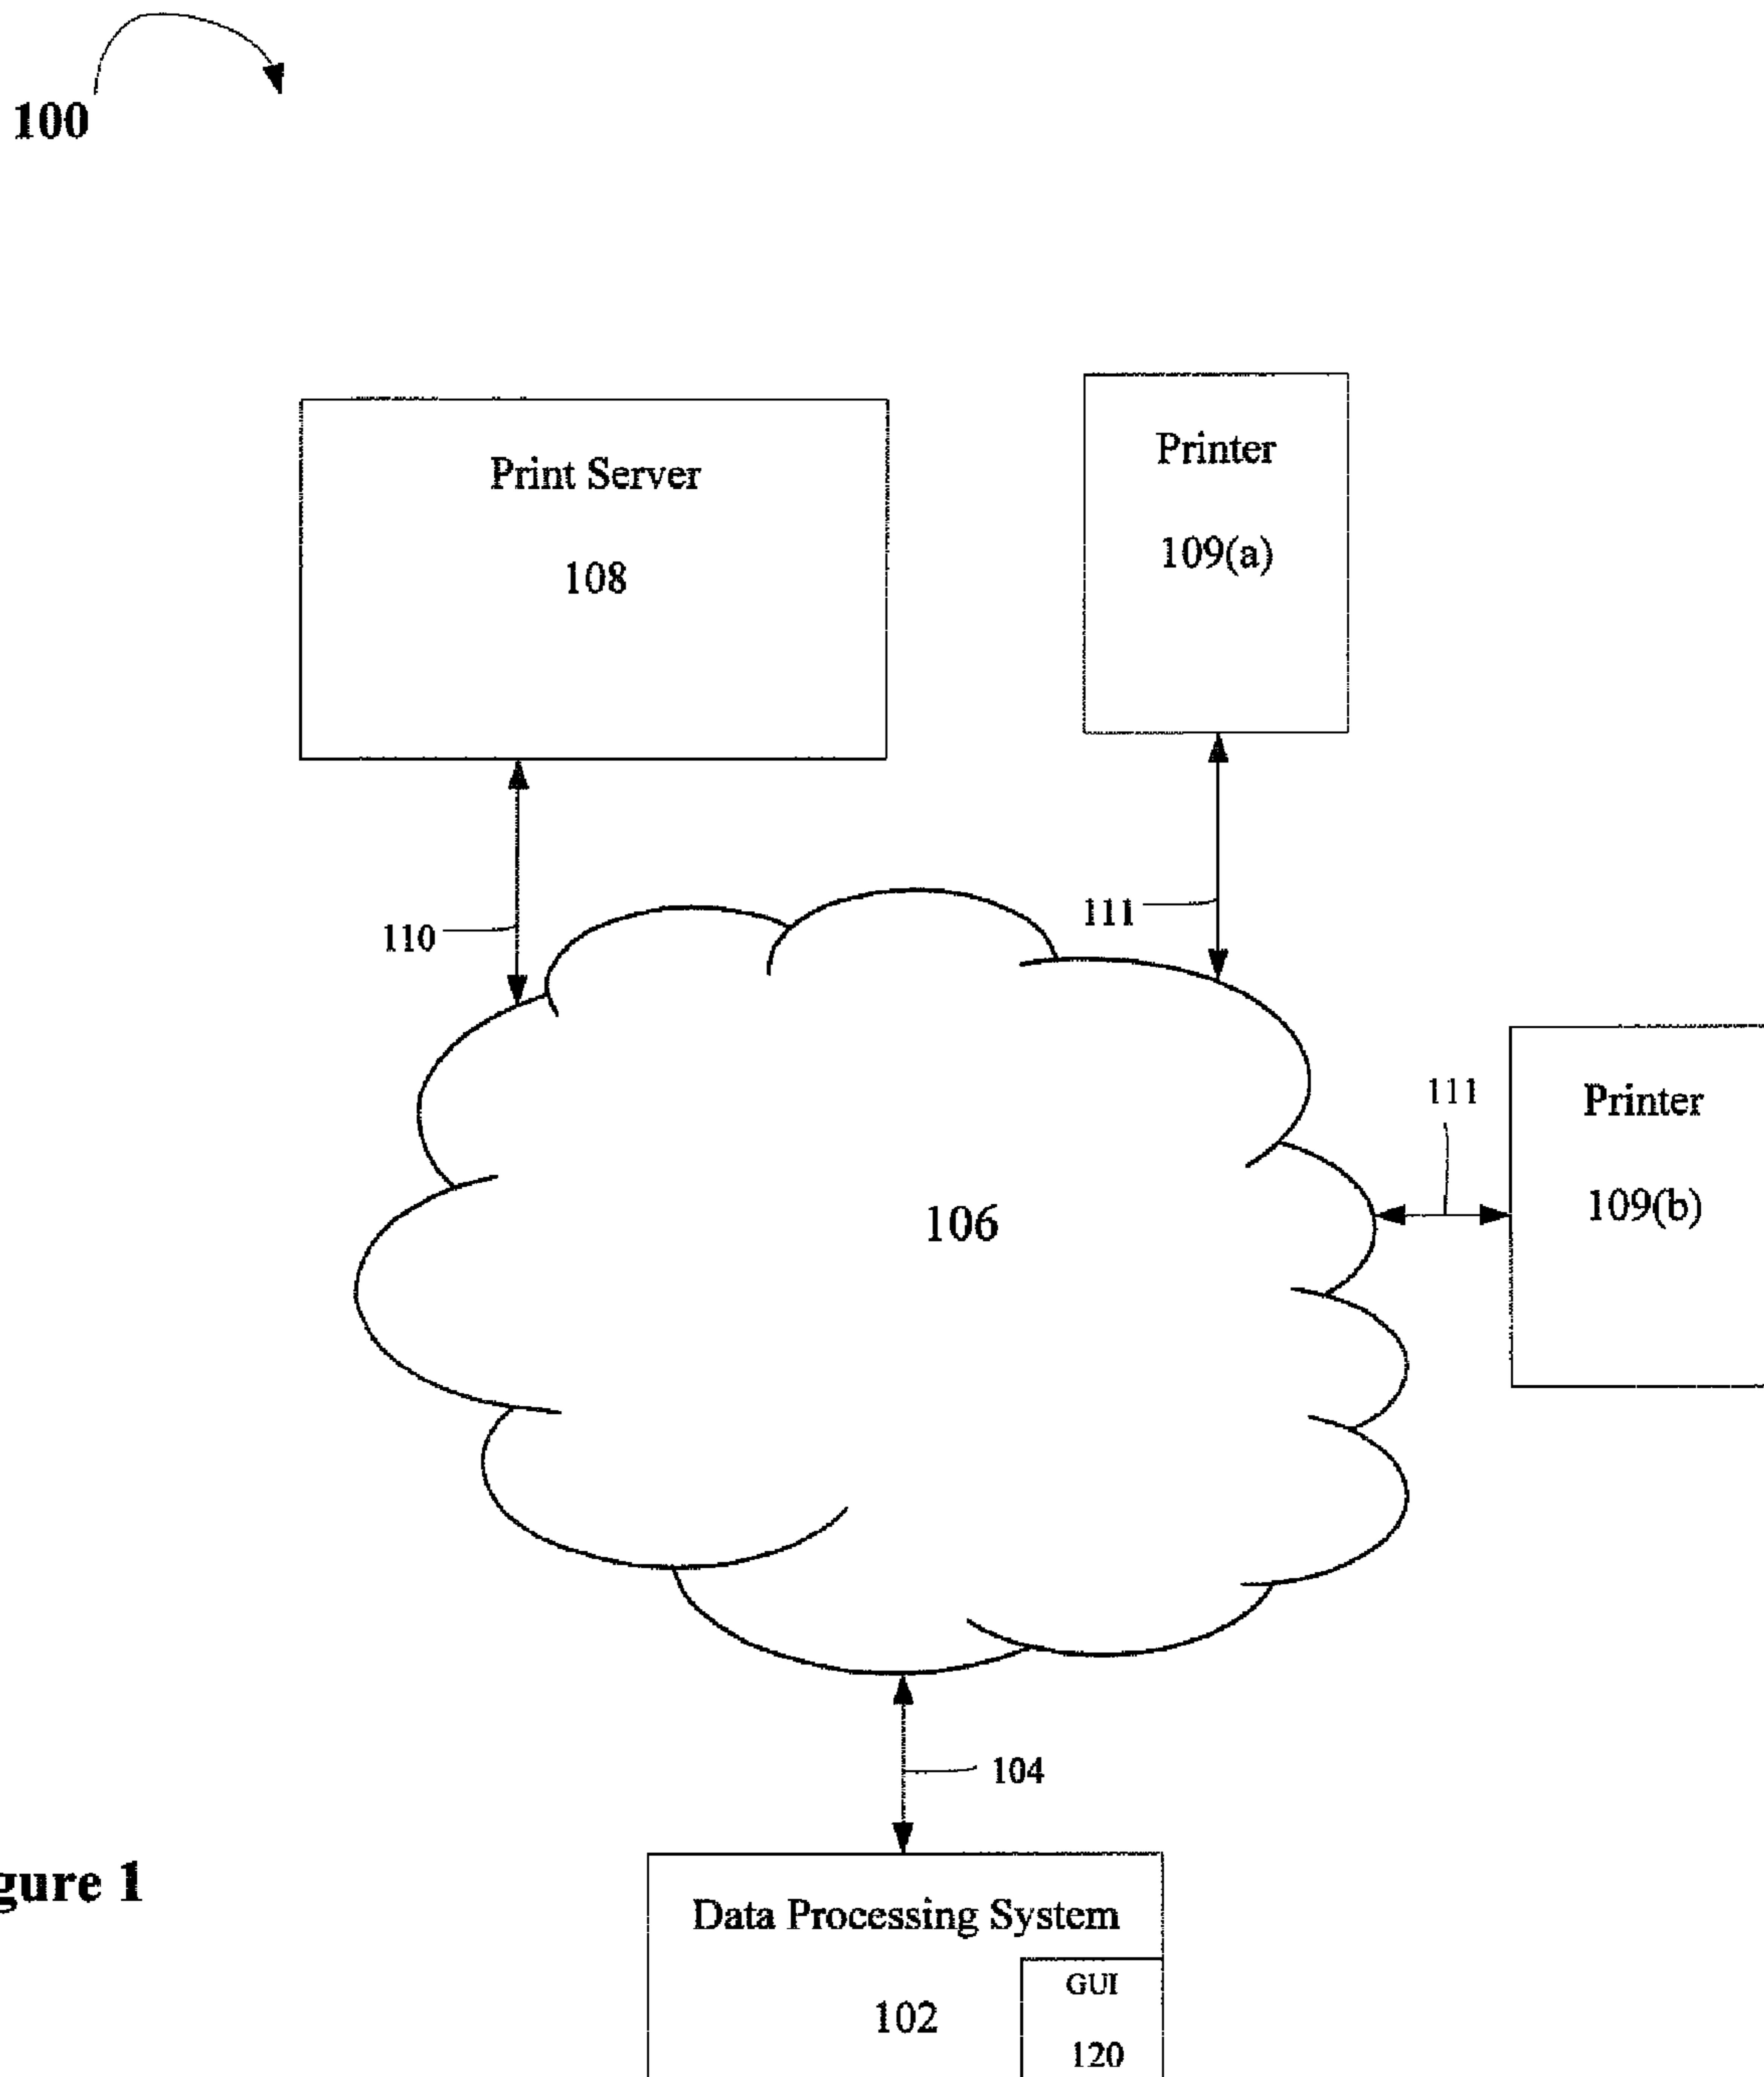 100
Print Server
108
Printer
109(a)
110
111
Printer
109(b)
111
106
104
gure 1
Data Processing System
102
GUI
120